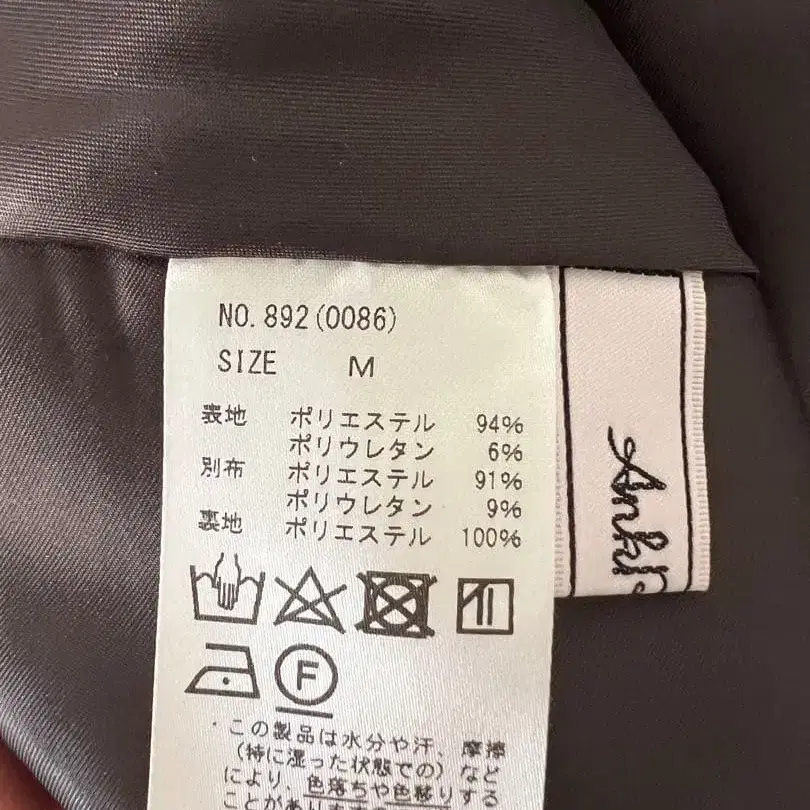 NO. 892(0086)
SIZE M
表地 ポリエステル 94%
ポリウレタン 6%
別布 ポリエステル 91%
ポリウレタン 9%
裏地 ポリエステル 100%
F
・この製品は水分や汗、摩擦
(特に湿った状態での)など
により、色落ちや色移りする